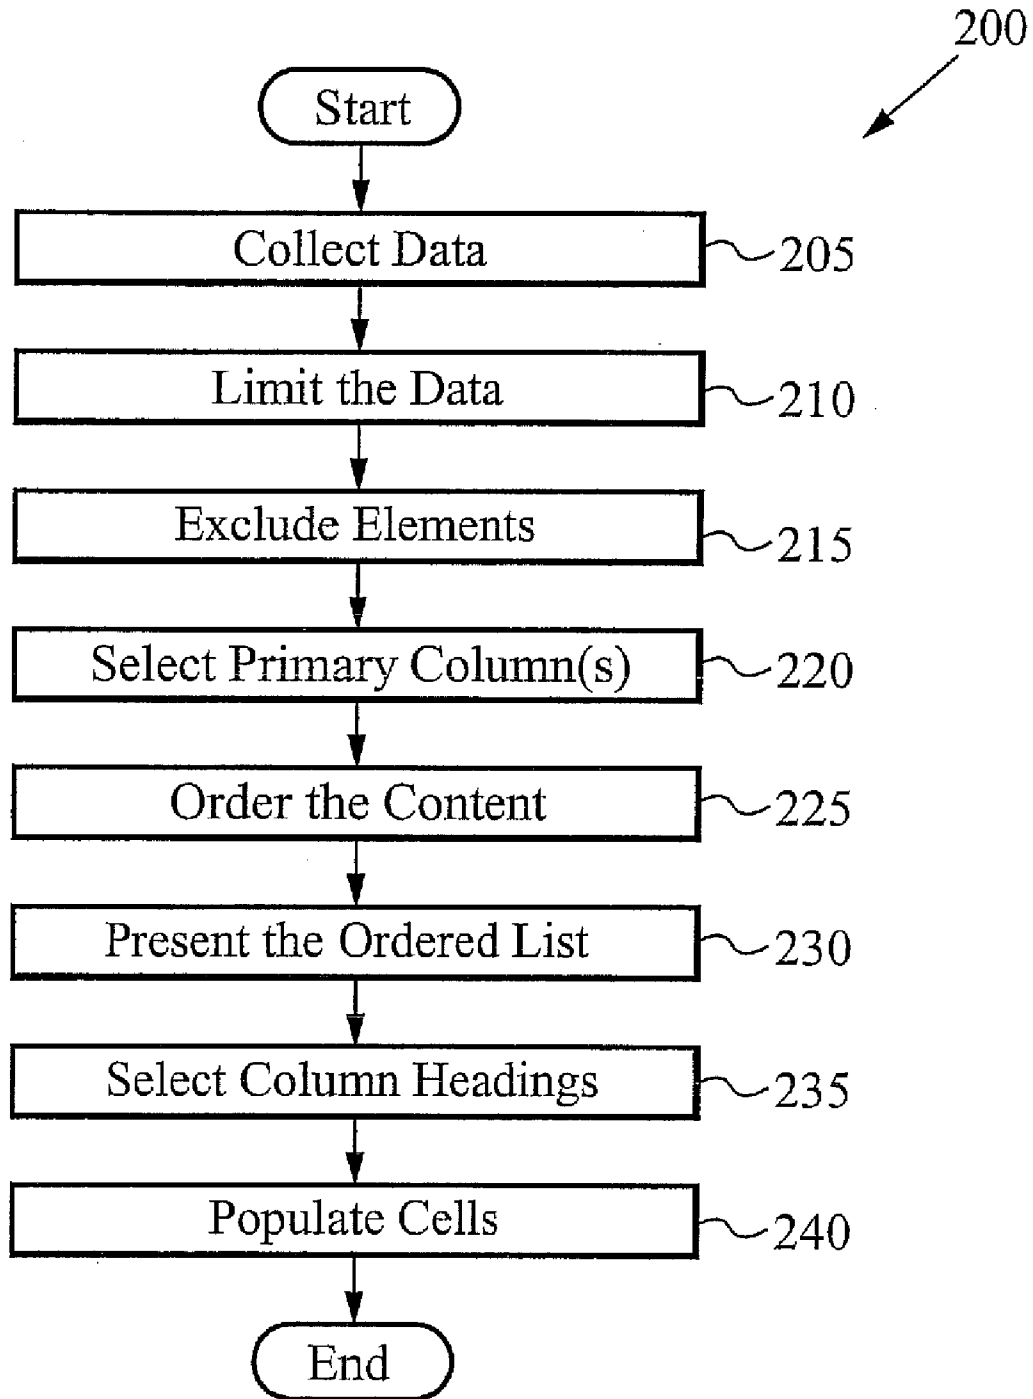 200
Start
Collect Data
205
Limit the Data
210
Exclude Elements
215
Select Primary Column(s)
220
Order the Content
225
Present the Ordered List
230
Select Column Headings
235
Populate Cells
240
End